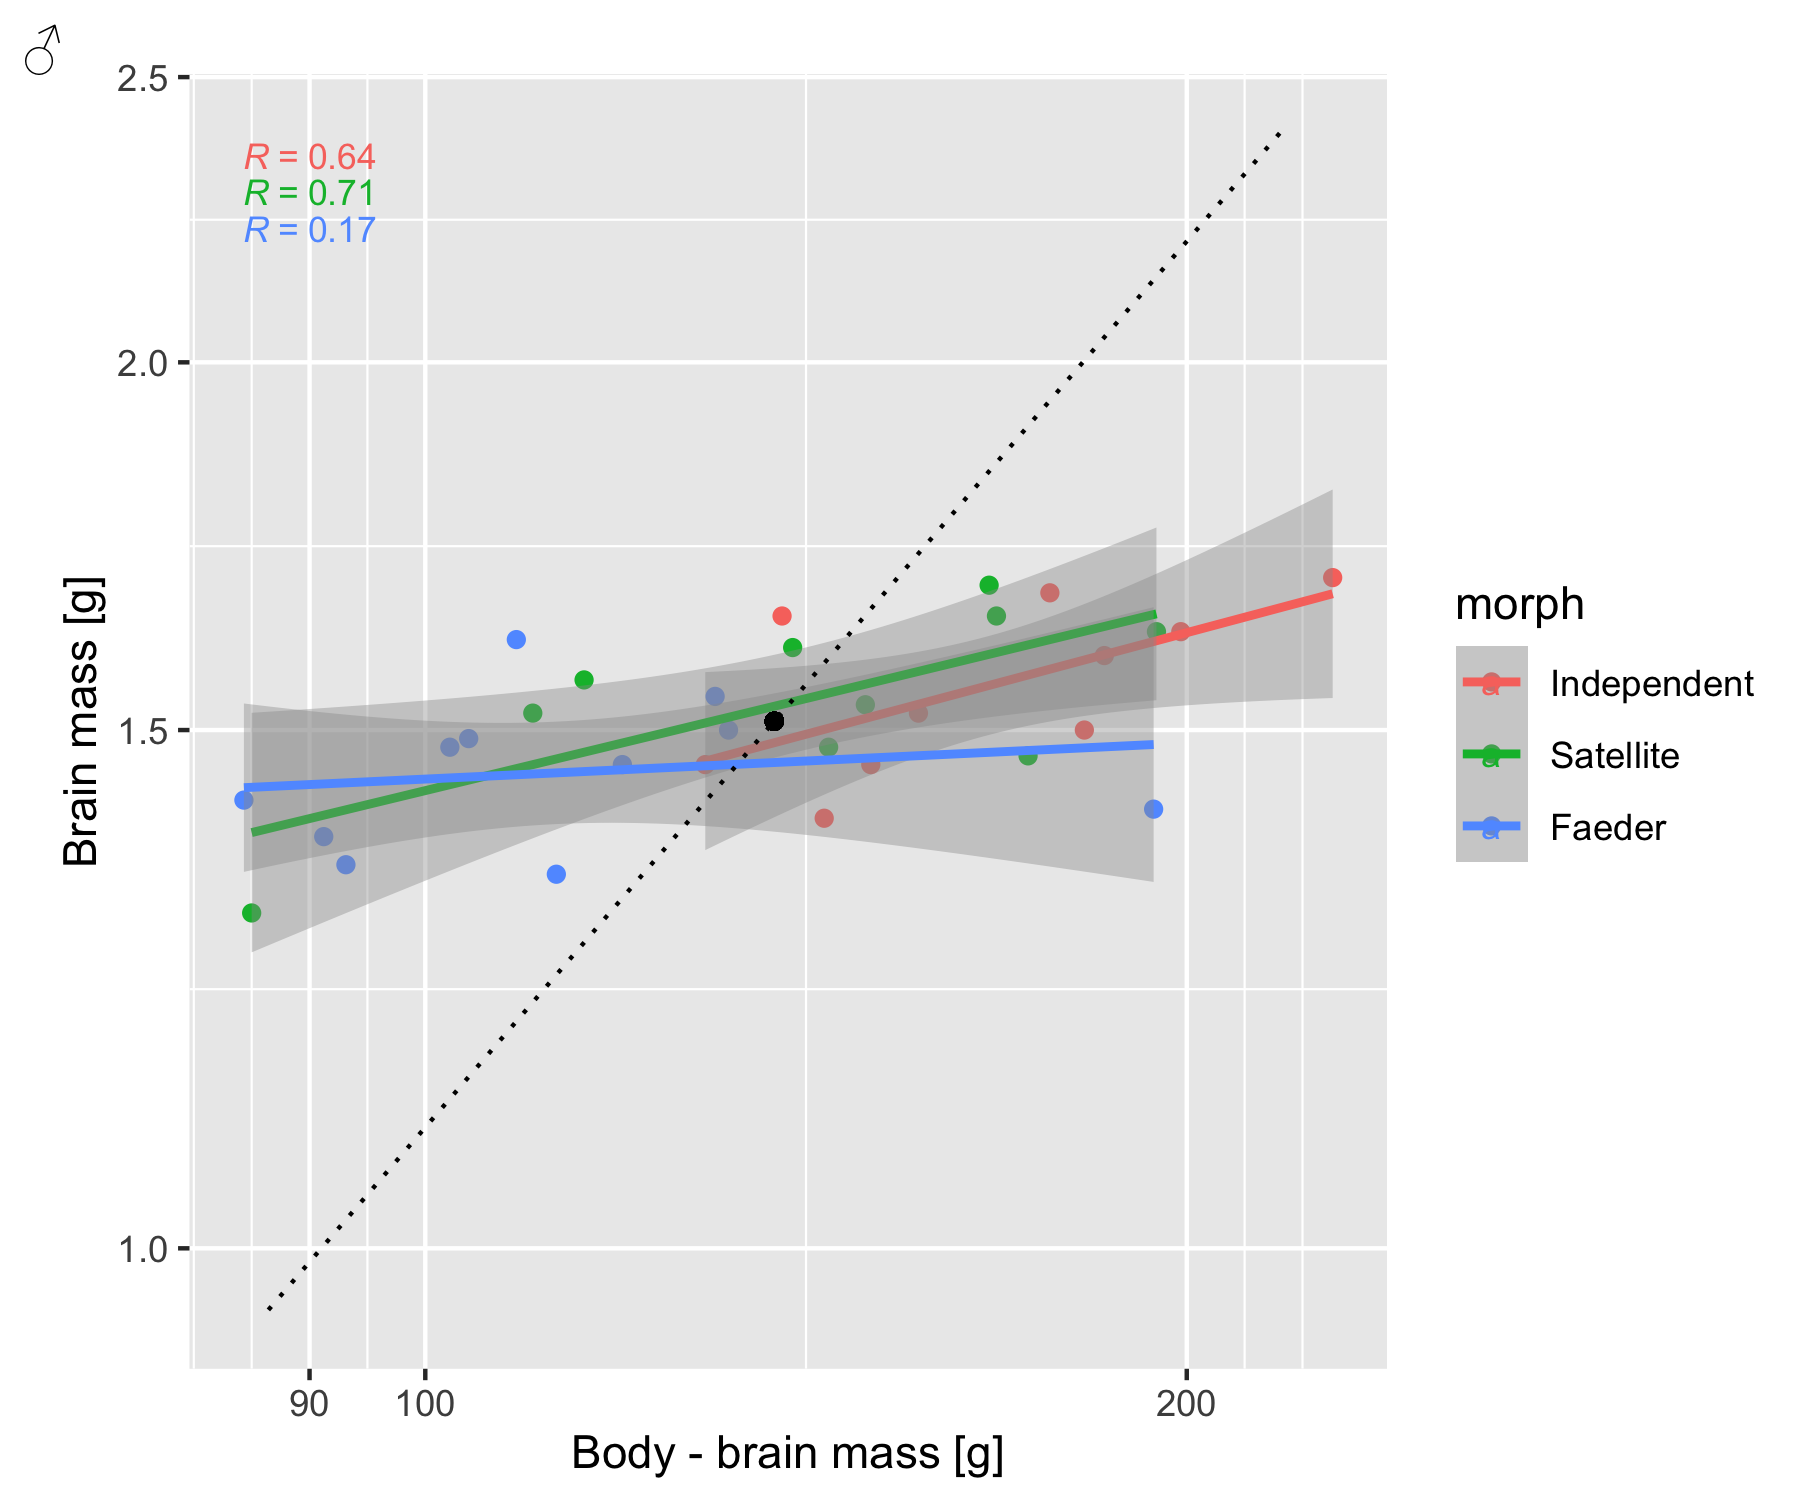 ♂
2.5
R = 0.64
R = 0.71
R = 0.17
2.0
1.5
1.0
Brain mass [g]
90 100 200
Body - brain mass [g]
morph
a Independent
a Satellite
a Faeder